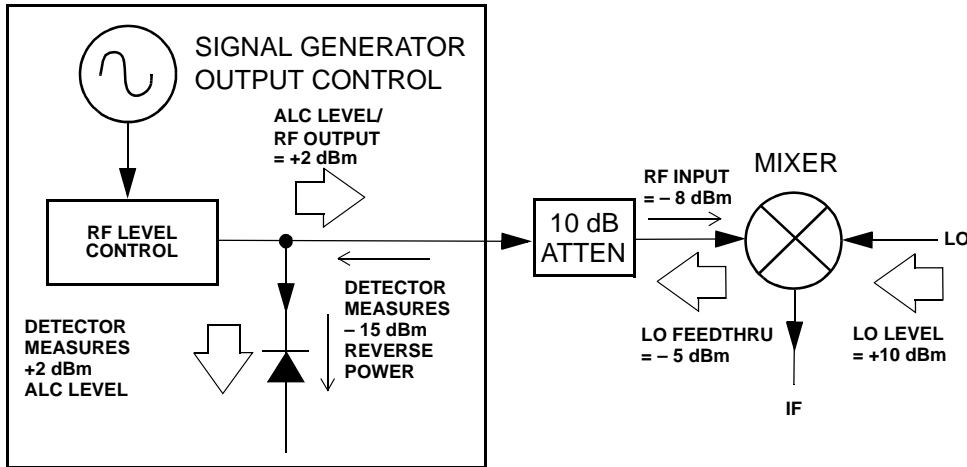 SIGNAL GENERATOR
OUTPUT CONTROL
ALC LEVEL/
RF OUTPUT
= +2 dBm
RF LEVEL
CONTROL
DETECTOR
MEASURES
+2 dBm
ALC LEVEL
DETECTOR
MEASURES
– 15 dBm
REVERSE
POWER
10 dB
ATTEN
RF INPUT
= – 8 dBm
MIXER
LO
LO FEEDTHRU
= – 5 dBm
LO LEVEL
= +10 dBm
IF